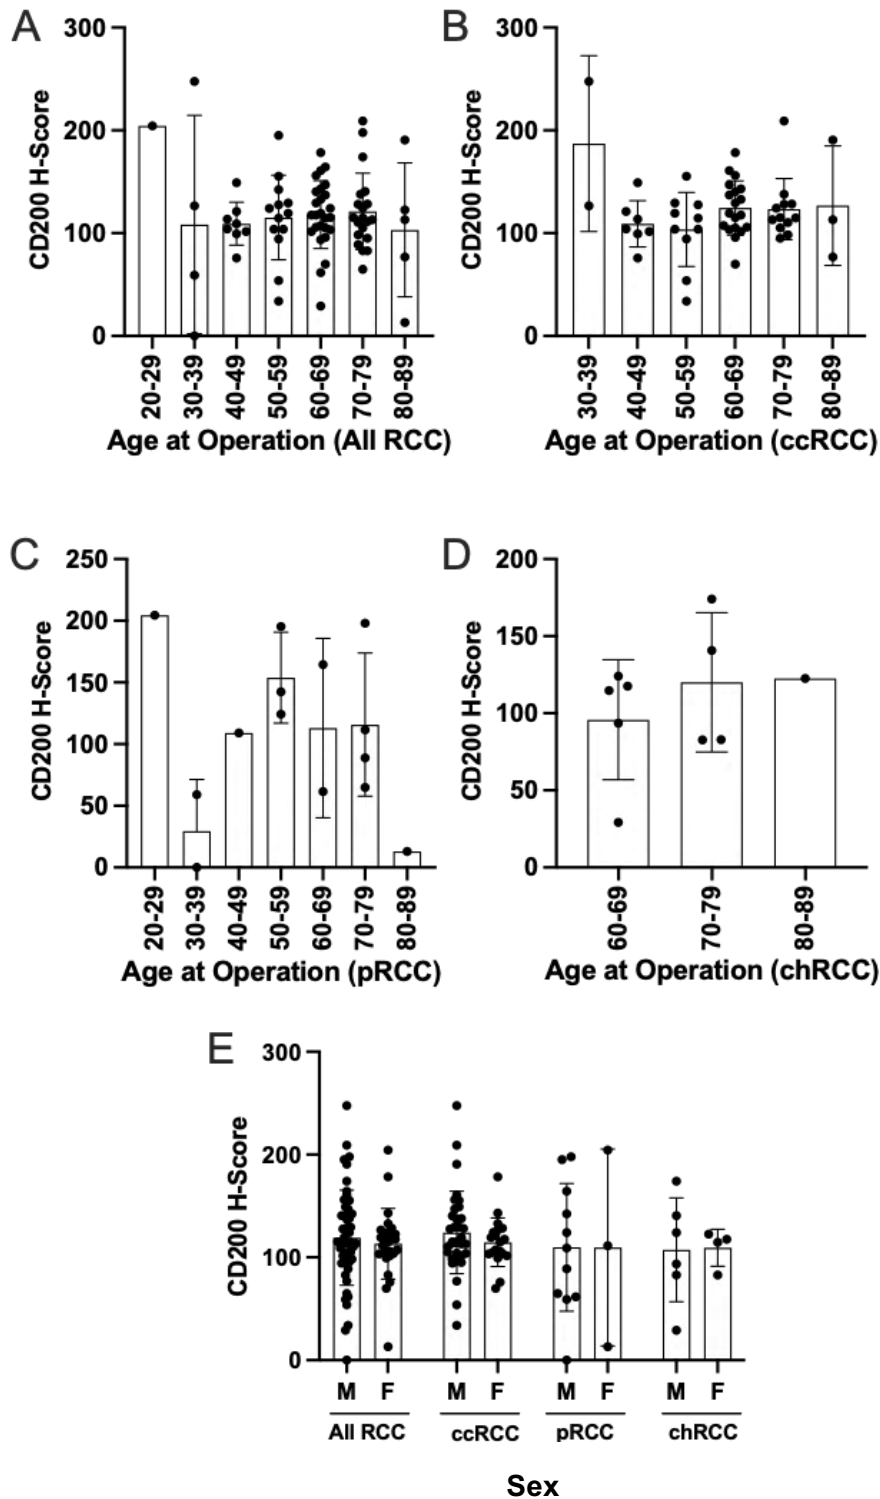 A
CD200 H-Score
300
200
100
0
20-29
30-39
40-49
50-59
60-69
70-79
80-89
Age at Operation (All RCC)
B
CD200 H-Score
300
200
100
0
30-39
40-49
50-59
60-69
70-79
80-89
Age at Operation (ccRCC)
C
CD200 H-Score
250
200
150
100
50
0
20-29
30-39
40-49
50-59
60-69
70-79
80-89
Age at Operation (pRCC)
D
CD200 H-Score
200
150
100
50
0
60-69
70-79
80-89
Age at Operation (chRCC)
E
CD200 H-Score
300
200
100
0
M F M F M F M F
All RCC ccRCC pRCC chRCC
Sex